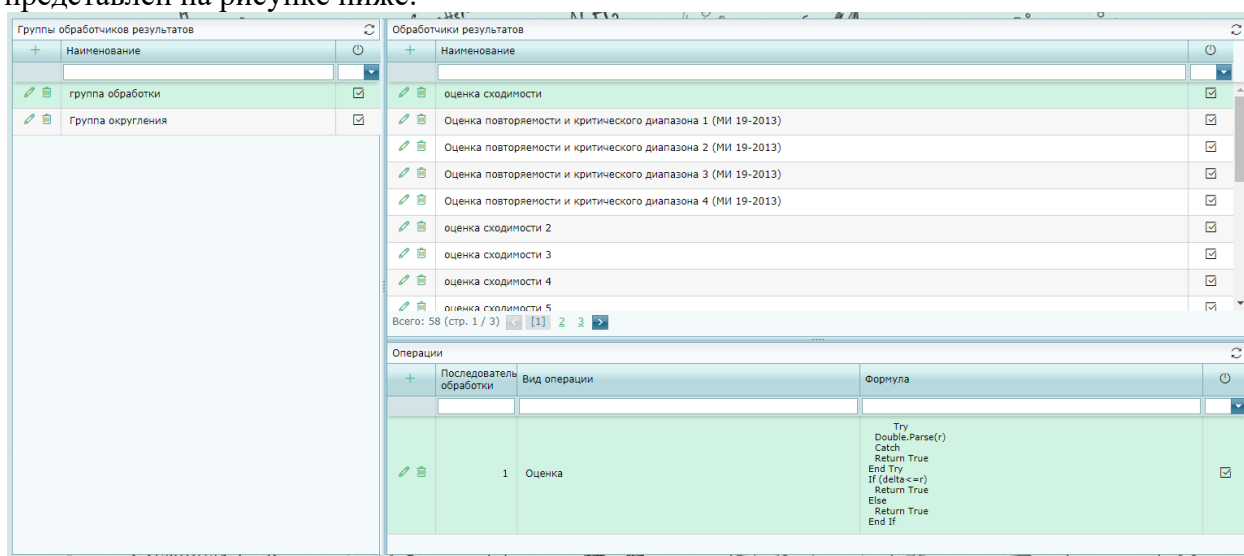 представлен на рисунке ниже.
Группы обработчиков результатов
Наименование
группа обработки
Группа округления
Обработчики результатов
Наименование
оценка сходимости
Оценка повторяемости и критического диапазона 1 (МИ 19-2013)
Оценка повторяемости и критического диапазона 2 (МИ 19-2013)
Оценка повторяемости и критического диапазона 3 (МИ 19-2013)
Оценка повторяемости и критического диапазона 4 (МИ 19-2013)
оценка сходимости 2
оценка сходимости 3
оценка сходимости 4
оценка сходимости 5
Всего: 58 (стр. 1 / 3) < [1] 2 3 >
Операции
Последователь
обработки
Вид операции
Формула
1 Оценка
Try
Double.Parse(r)
Catch
Return True
End Try
If (delta<=r)
Return True
Else
Return True
End If